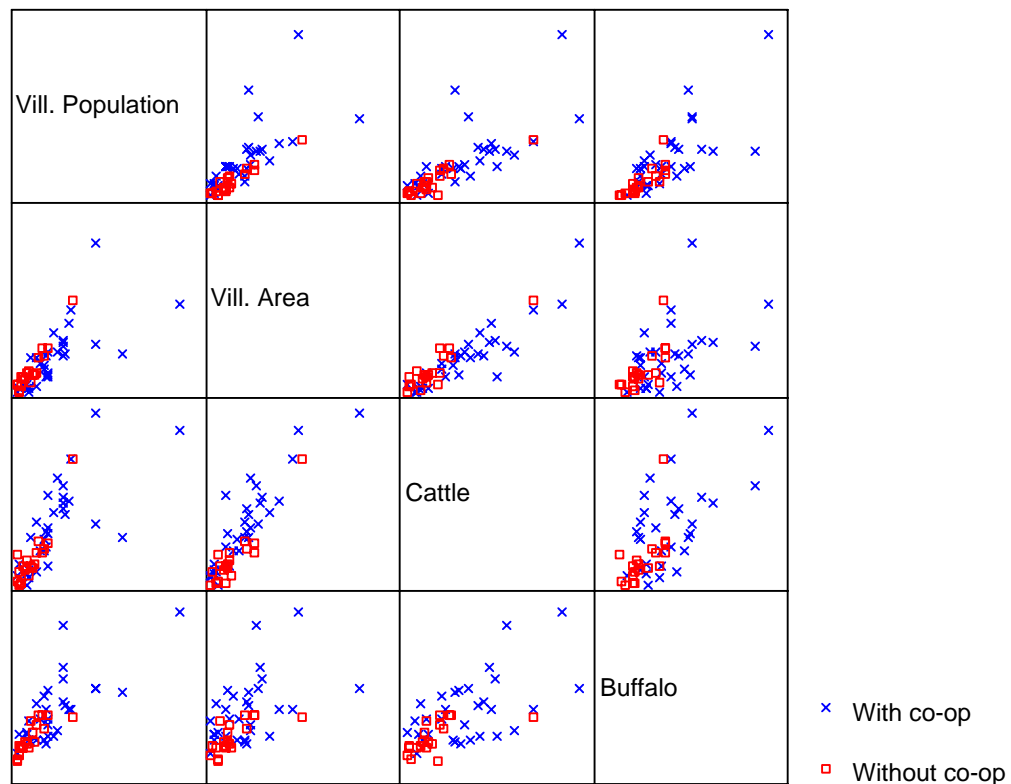 Vill. Population
Vill. Area
Cattle
Buffalo
With co-op
Without co-op